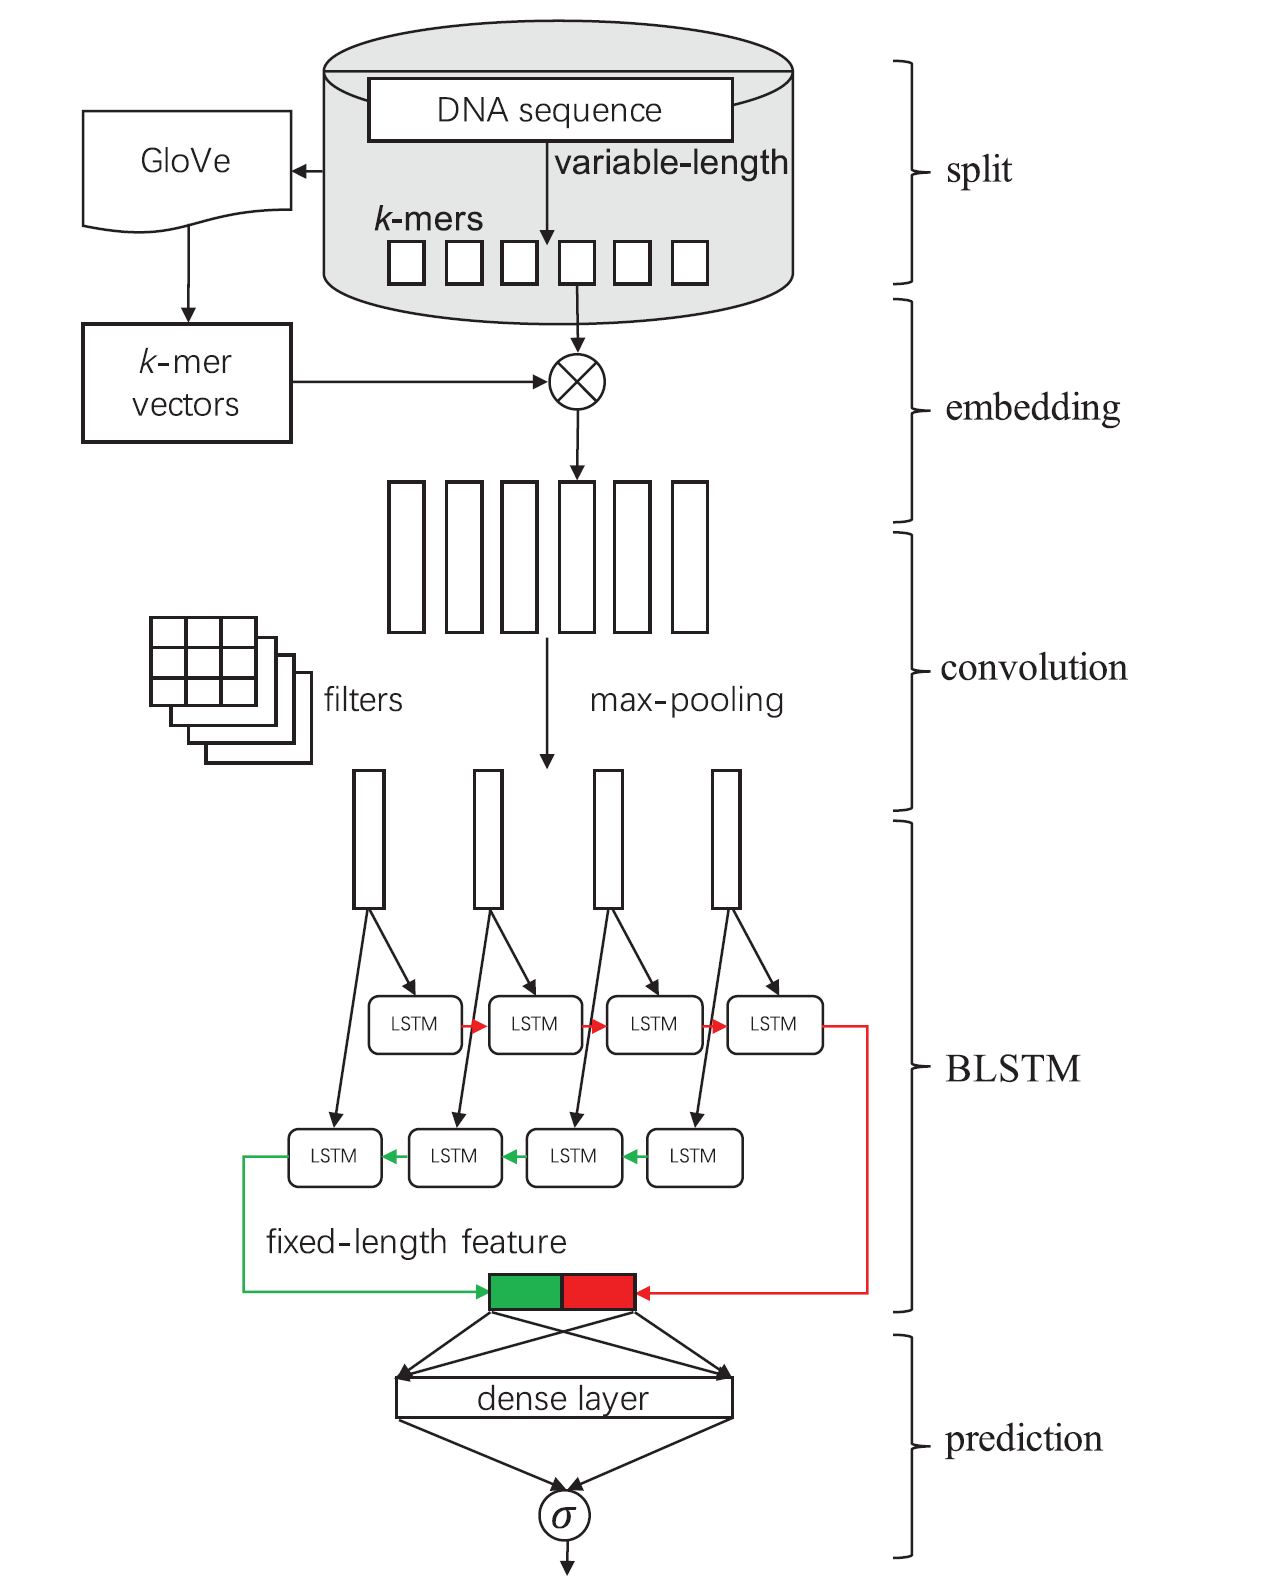 DNA sequence
GloVe
variable-length
split
k-mers
k-mer
vectors
embedding
filters
max-pooling
convolution
LSTM LSTM LSTM LSTM
BLSTM
LSTM LSTM LSTM LSTM
fixed-length feature
dense layer
prediction
σ